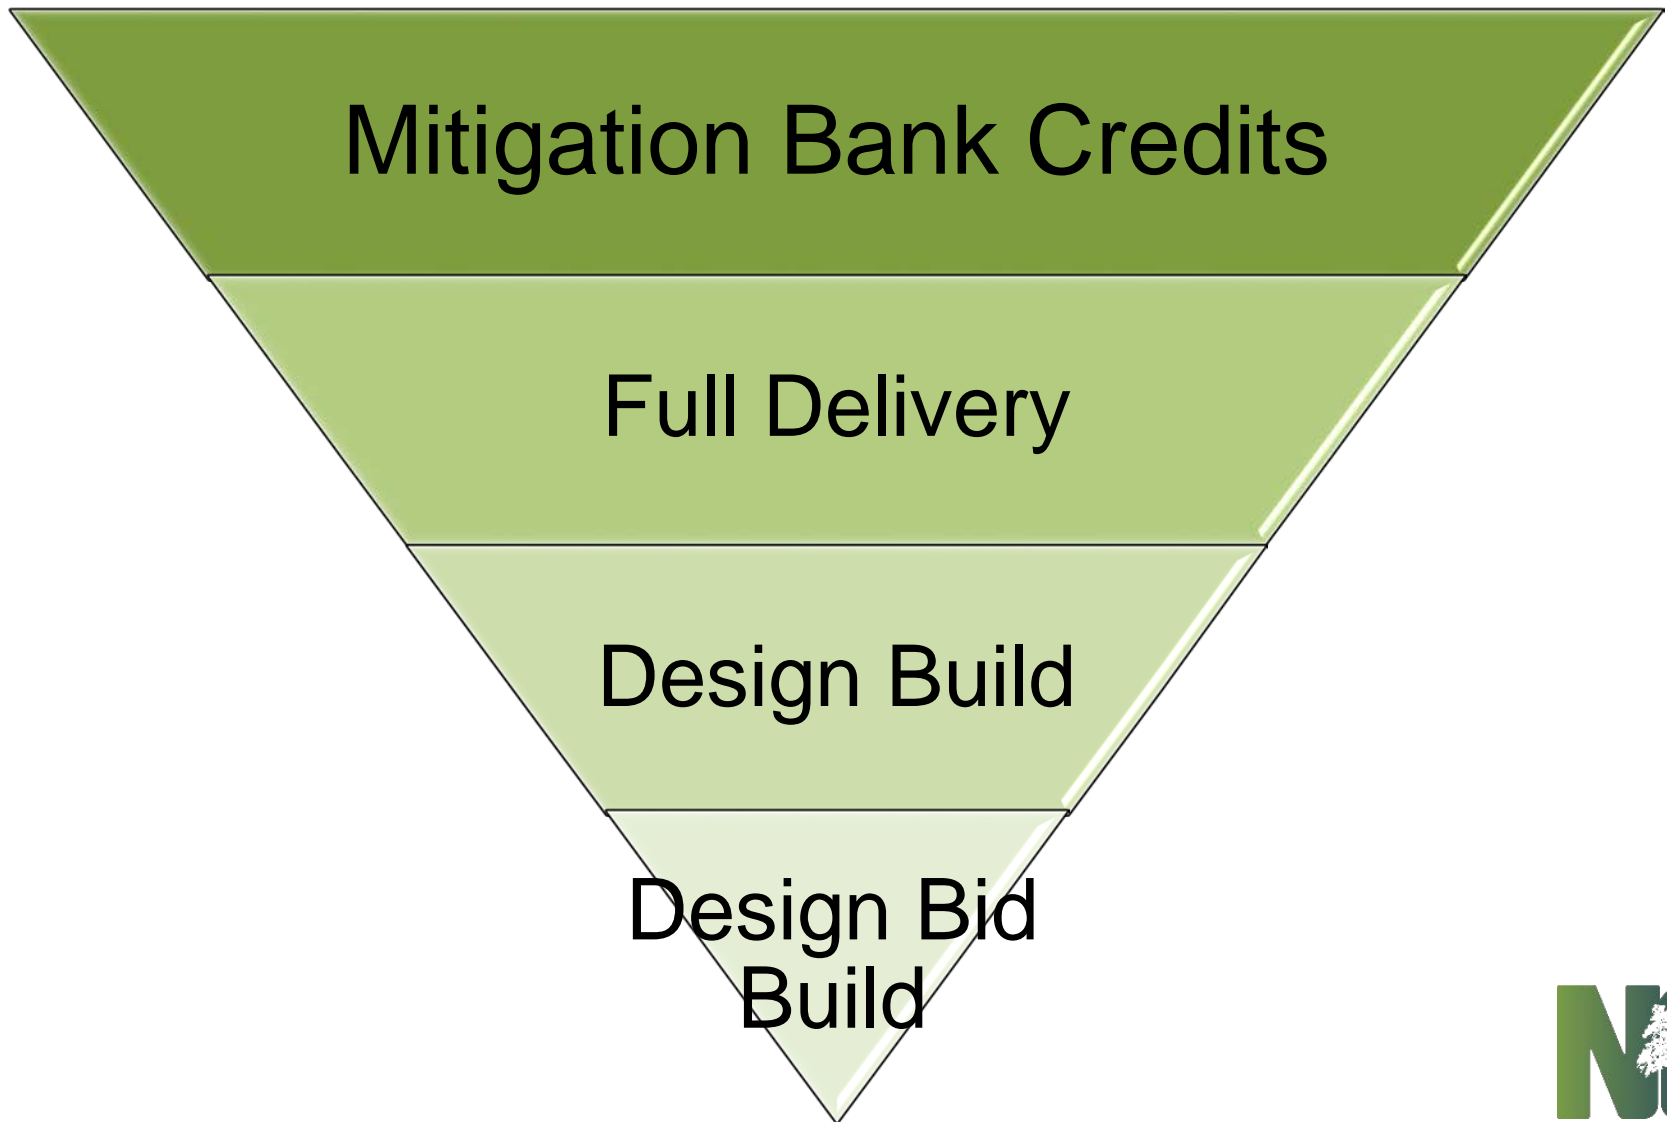 Mitigation Bank Credits
Full Delivery
Design Build
Design Bid
Build